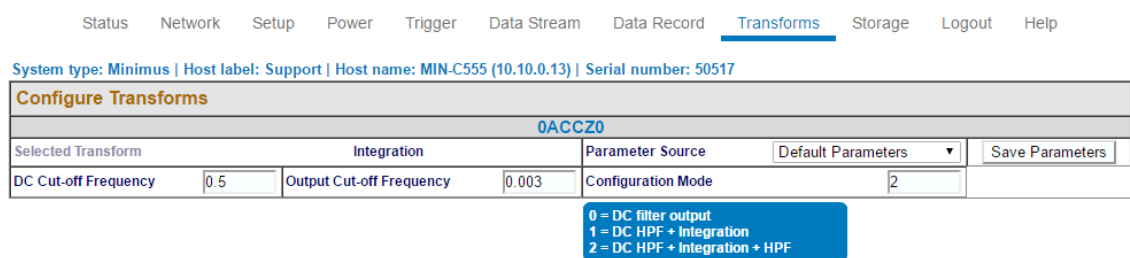 Status Network Setup Power Trigger Data Stream Data Record Transforms Storage Logout Help
System type: Minimus | Host label: Support | Host name: MIN-C555 (10.10.0.13) | Serial number: 50517
Configure Transforms
0ACCZ0
Selected Transform Integration Parameter Source Default Parameters Save Parameters
DC Cut-off Frequency 0.5 Output Cut-off Frequency 0.003 Configuration Mode 2
0 = DC filter output
1 = DC HPF + Integration
2 = DC HPF + Integration + HPF